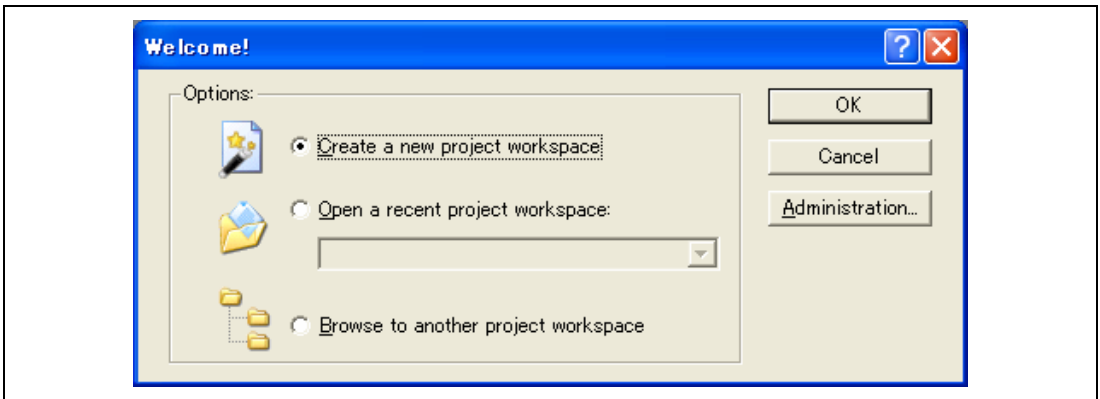 Welcome!
Options:
Create a new project workspace
Open a recent project workspace:
Browse to another project workspace
OK
Cancel
Administration...